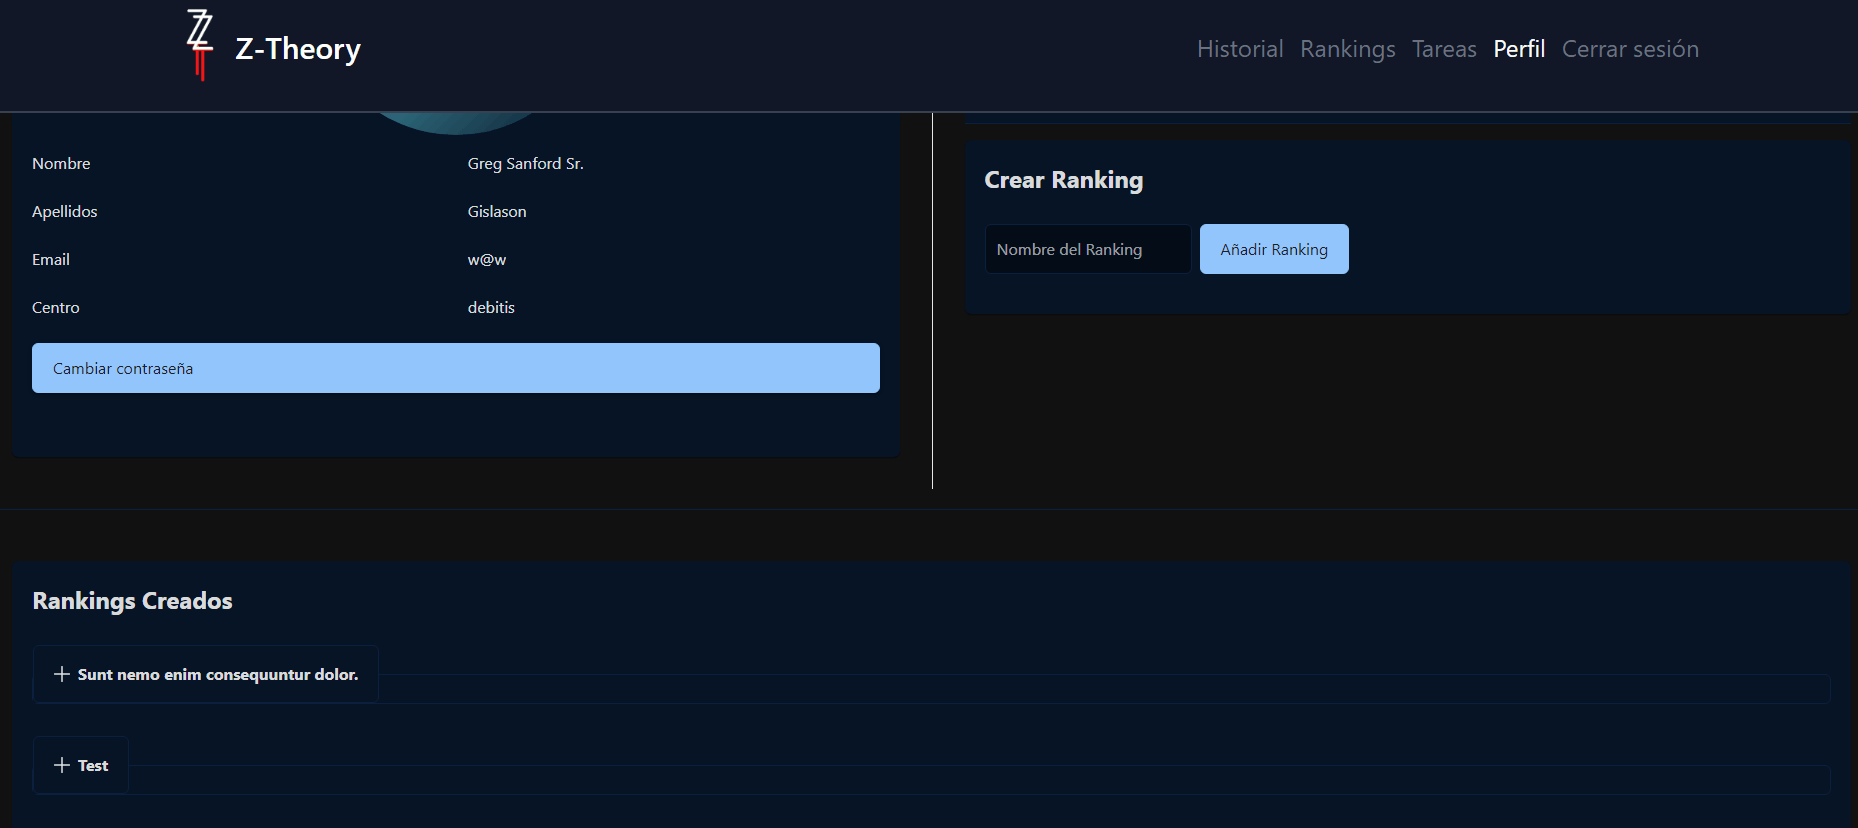 Z-Theory
Historial Rankings Tareas Perfil Cerrar sesión
Nombre Greg Sanford Sr.
Apellidos Gislason
Email w@w
Centro debitis
Cambiar contraseña
Crear Ranking
Nombre del Ranking Añadir Ranking
Rankings Creados
Sunt nemo enim consequuntur dolor.
Test